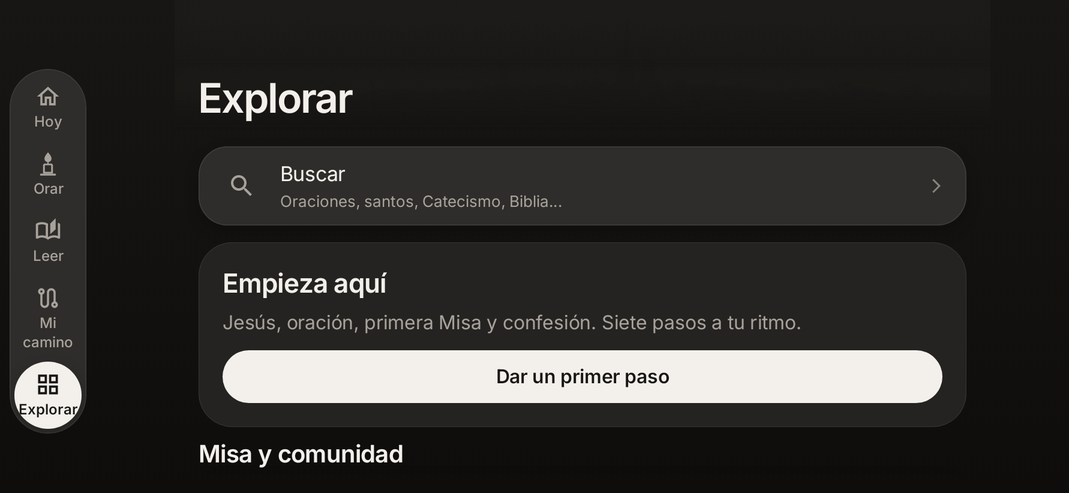 Hoy
Orar
Leer
Mi
camino
Explorar
Explorar
Buscar
Oraciones, santos, Catecismo, Biblia...
Empieza aquí
Jesús, oración, primera Misa y confesión. Siete pasos a tu ritmo.
Dar un primer paso
Misa y comunidad